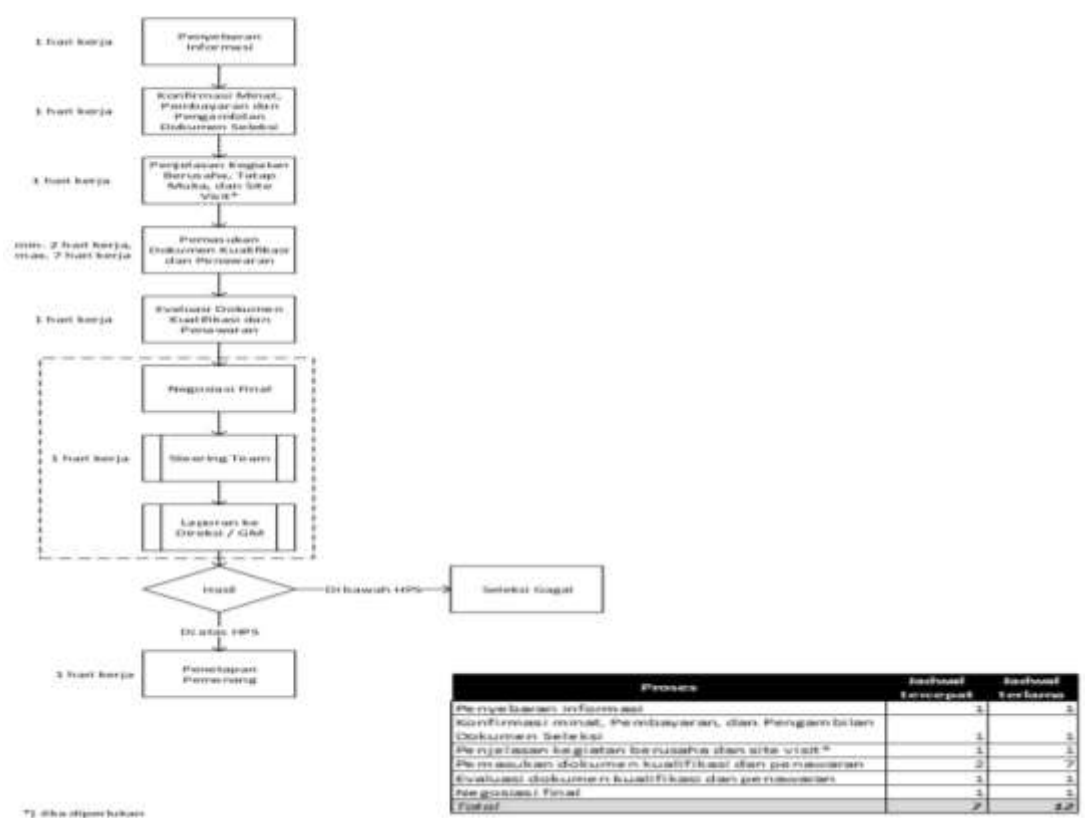 1 hari kerja
Penyebaran
Informasi
1 hari kerja
Konfirmasi Minat,
Pembayaran dan
Pengambilan
Dokumen Seleksi
1 hari kerja
Penjelasan Kegiatan
Berusaha, Tatap
Muka, dan Site
Visit*
min. 2 hari kerja,
max. 7 hari kerja
Pemasukan
Dokumen Kualifikasi
dan Penawaran
1 hari kerja
Evaluasi Dokumen
Kualifikasi dan
Penawaran
Negosiasi Final
1 hari kerja
Steering Team
Laporan ke
Direksi / GM
Hasil
Di bawah HPS
Seleksi Gagal
Di atas HPS
1 hari kerja
Penetapan
Pemenang
Proses Jadwal tercepat Jadwal terlama
Penyebaran informasi 1 1
Konfirmasi minat, Pembayaran, dan Pengambilan
Dokumen Seleksi 1 1
Penjelasan kegiatan berusaha dan site visit* 1 1
Pemasukan dokumen kualifikasi dan penawaran 2 7
Evaluasi dokumen kualifikasi dan penawaran 1 1
Negosiasi final 1 1
Total 7 12
*) Jika diperlukan